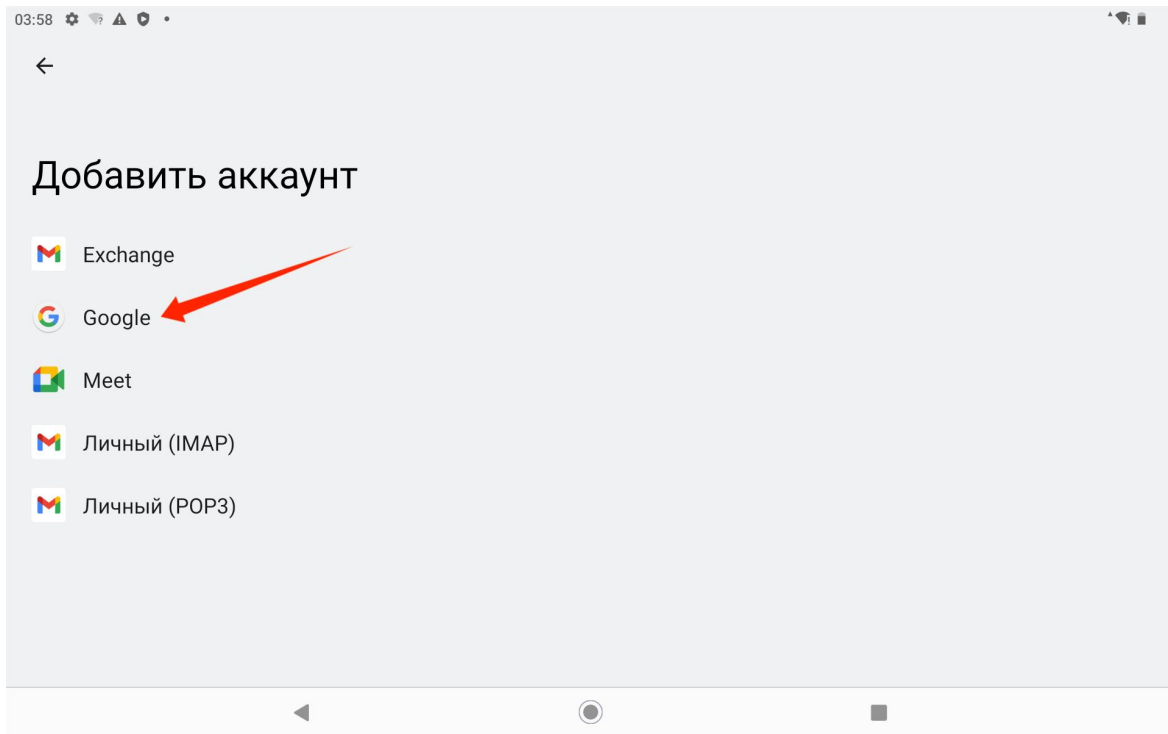 03:58
Добавить аккаунт
Exchange
Google
Meet
Личный (IMAP)
Личный (POP3)